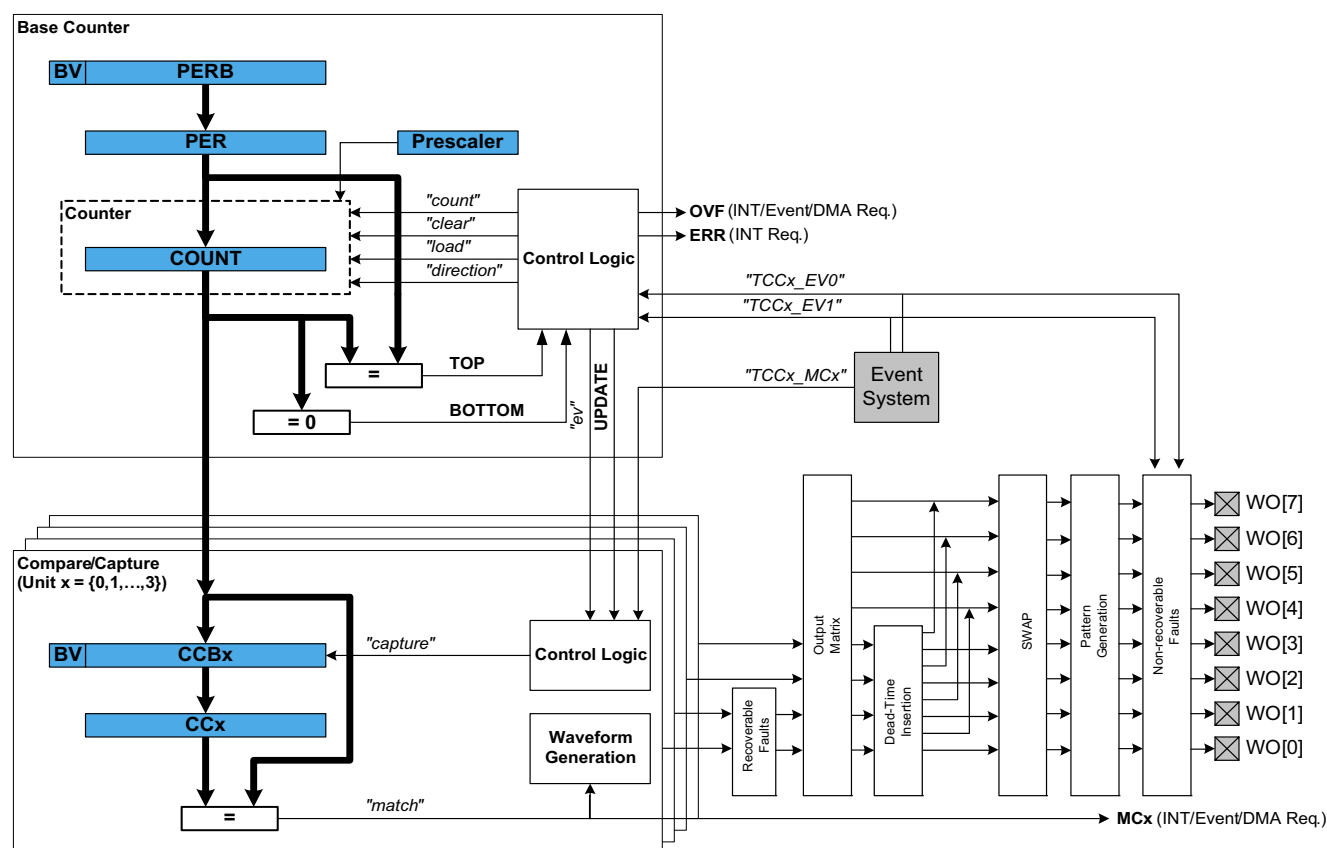 Base Counter
BV
PERB
PER
Prescaler
Counter
COUNT
"count"
"clear"
"load"
"direction"
Control Logic
OVF (INT/Event/DMA Req.)
ERR (INT Req.)
"TCCx_EV0"
"TCCx_EV1"
"TCCx_MCx"
Event
System
=
TOP
= 0
BOTTOM
"ev"
UPDATE
Compare/Capture
(Unit x = {0,1,...,3})
BV
CCBx
"capture"
Control Logic
CCx
Waveform
Generation
=
"match"
Recoverable
Faults
Output
Matrix
Dead-Time
Insertion
SWAP
Pattern
Generation
Non-recoverable
Faults
WO[7]
WO[6]
WO[5]
WO[4]
WO[3]
WO[2]
WO[1]
WO[0]
MCx (INT/Event/DMA Req.)